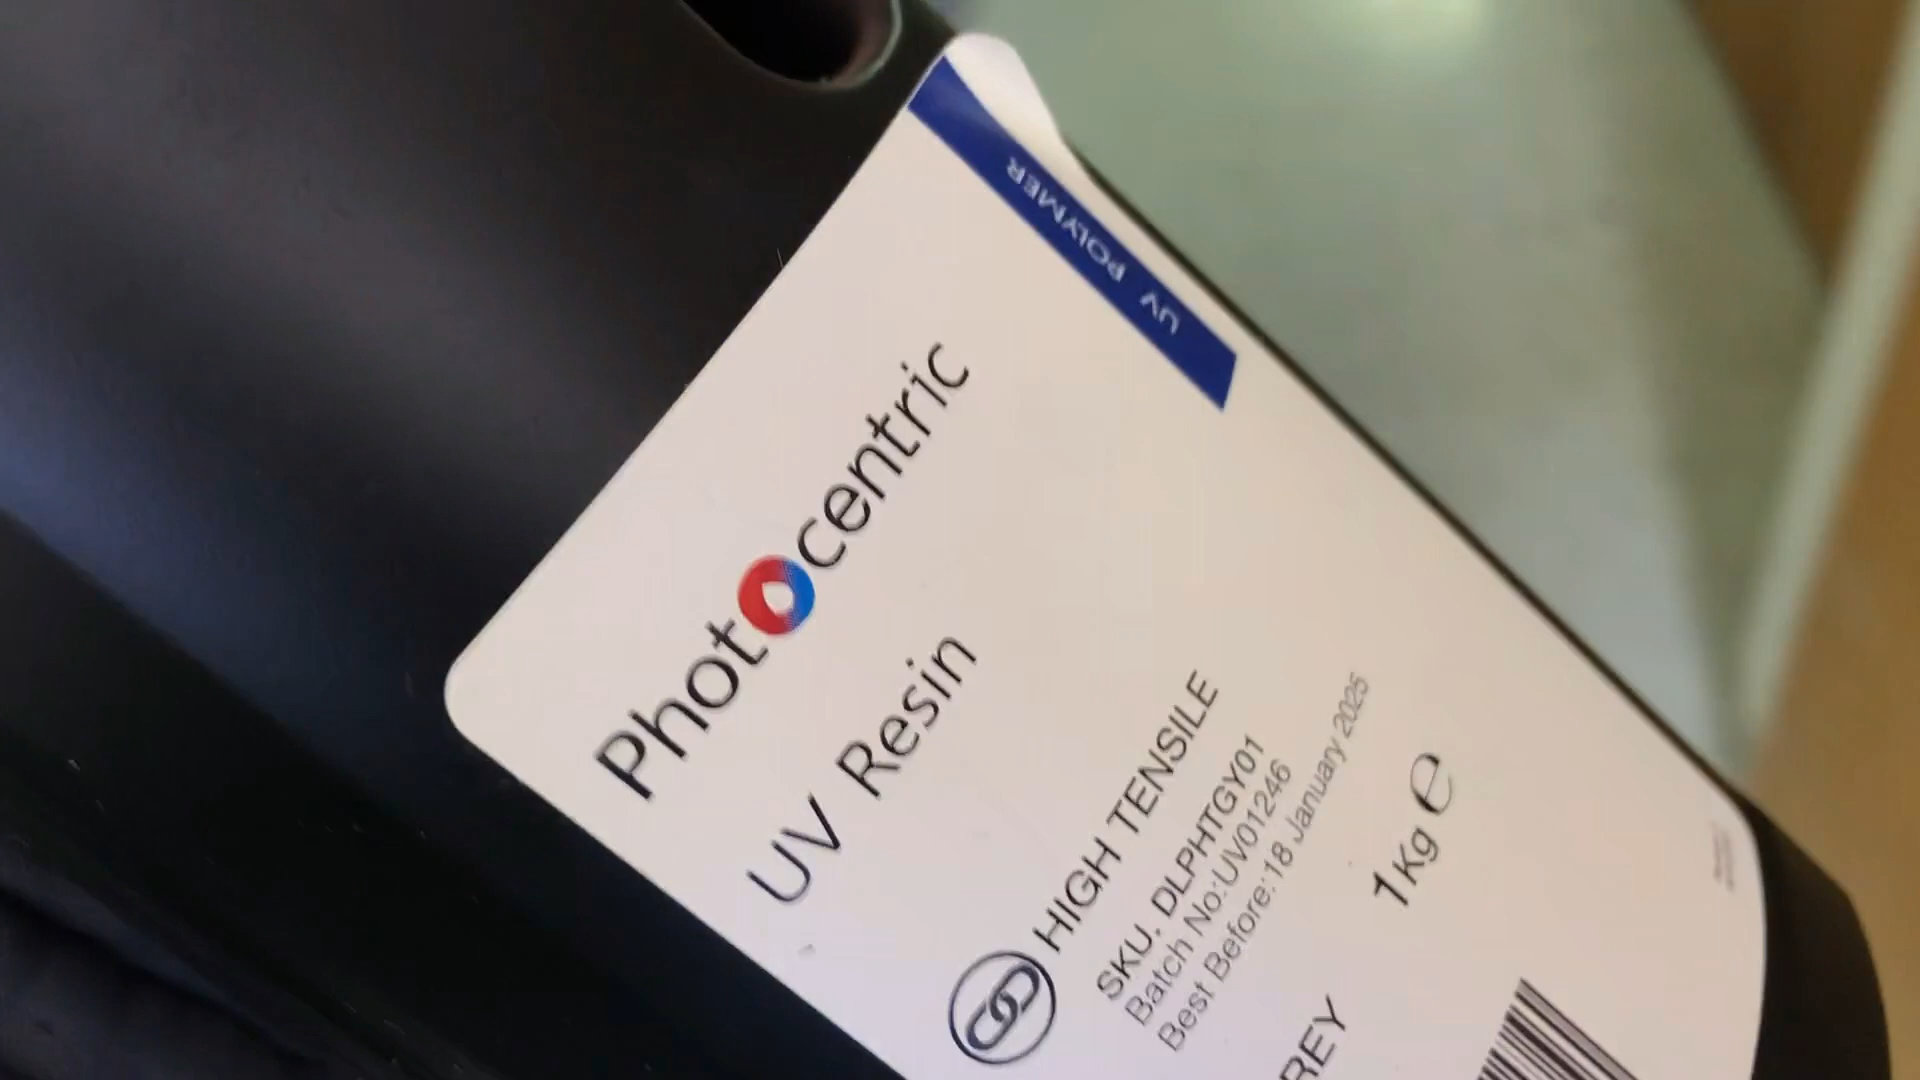 UV POLYMER
Photocentric
UV Resin
HIGH TENSILE
SKU. DLPHTGY01
Batch No:UV01246
Best Before:18 January 2025
1Kg e
REY